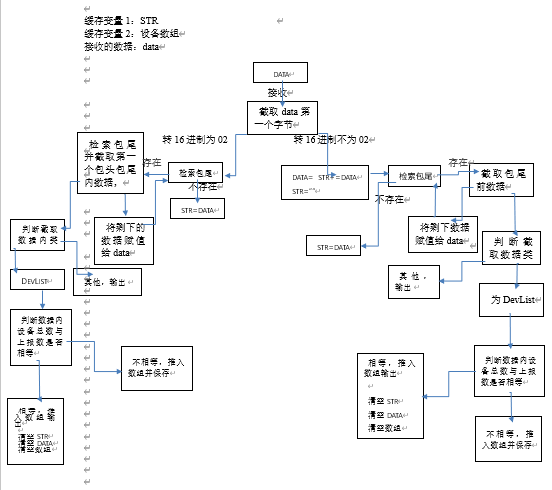 缓存变量 1：STR
缓存变量 2：设备数组
接收的数据：data
DATA
接收
截取 data 第
一个字节
转 16 进制为 02
转 16 进制不为 02
检索包尾
并截取第一
个包头包尾
内数据，
存在
检索包尾
不存在
STR=DATA
将剩下的
数据赋值
给 data
判断截取
数据内类
其他，输出
DEVLIST
判断数据内
设备总数与
上报数是否
相等
不相等，推入
数组并保存
相等，推
入数组输
出
清空 STR
清空 DATA
清空数组
DATA= STR+=DATA
STR=""
检索包尾
存在
不存在
截取包尾
前数据
STR=DATA
将剩下数据
赋值给 data
判断截
取数据类
其他，
输出
为 DevList
判断数据内设
备总数与上报
数是否相等
相等，推入
数组输出
清空 STR
清空 DATA
清空数组
不相等，推入
数组并保存